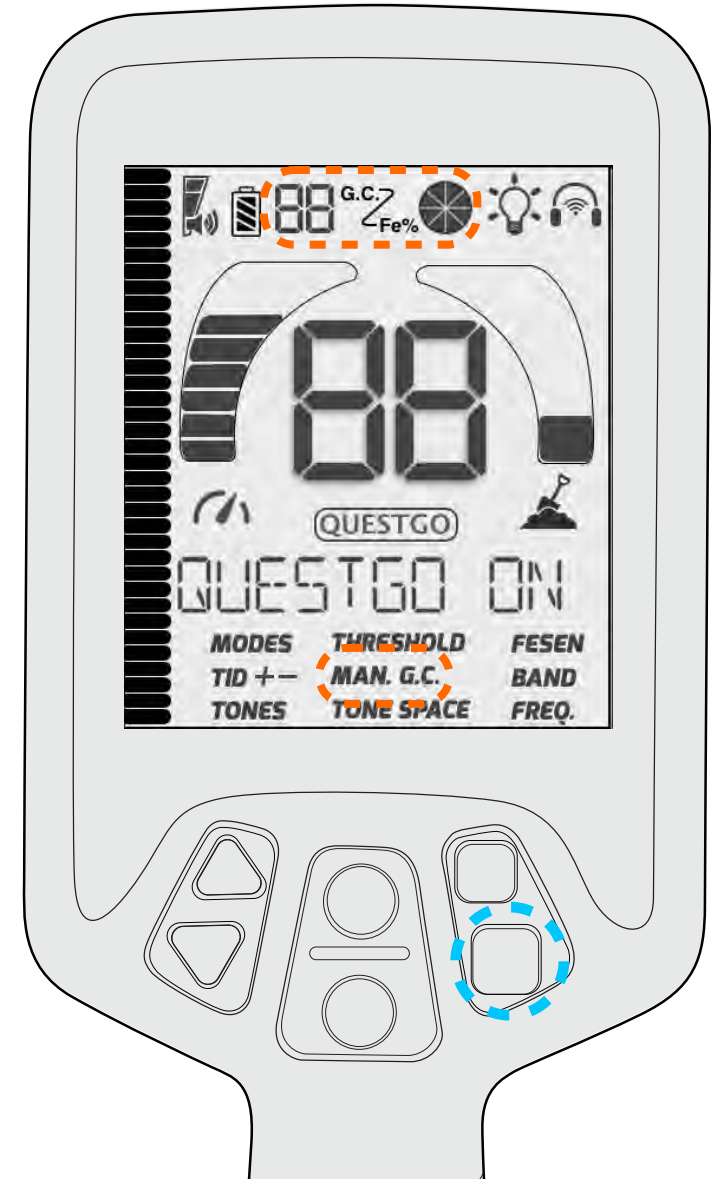 88 G.C. Fe%
88
QUESTGO
QUESTGO ON
MODES THRESHOLD FESEN
TID +− MAN. G.C. BAND
TONES TONE SPACE FREQ.